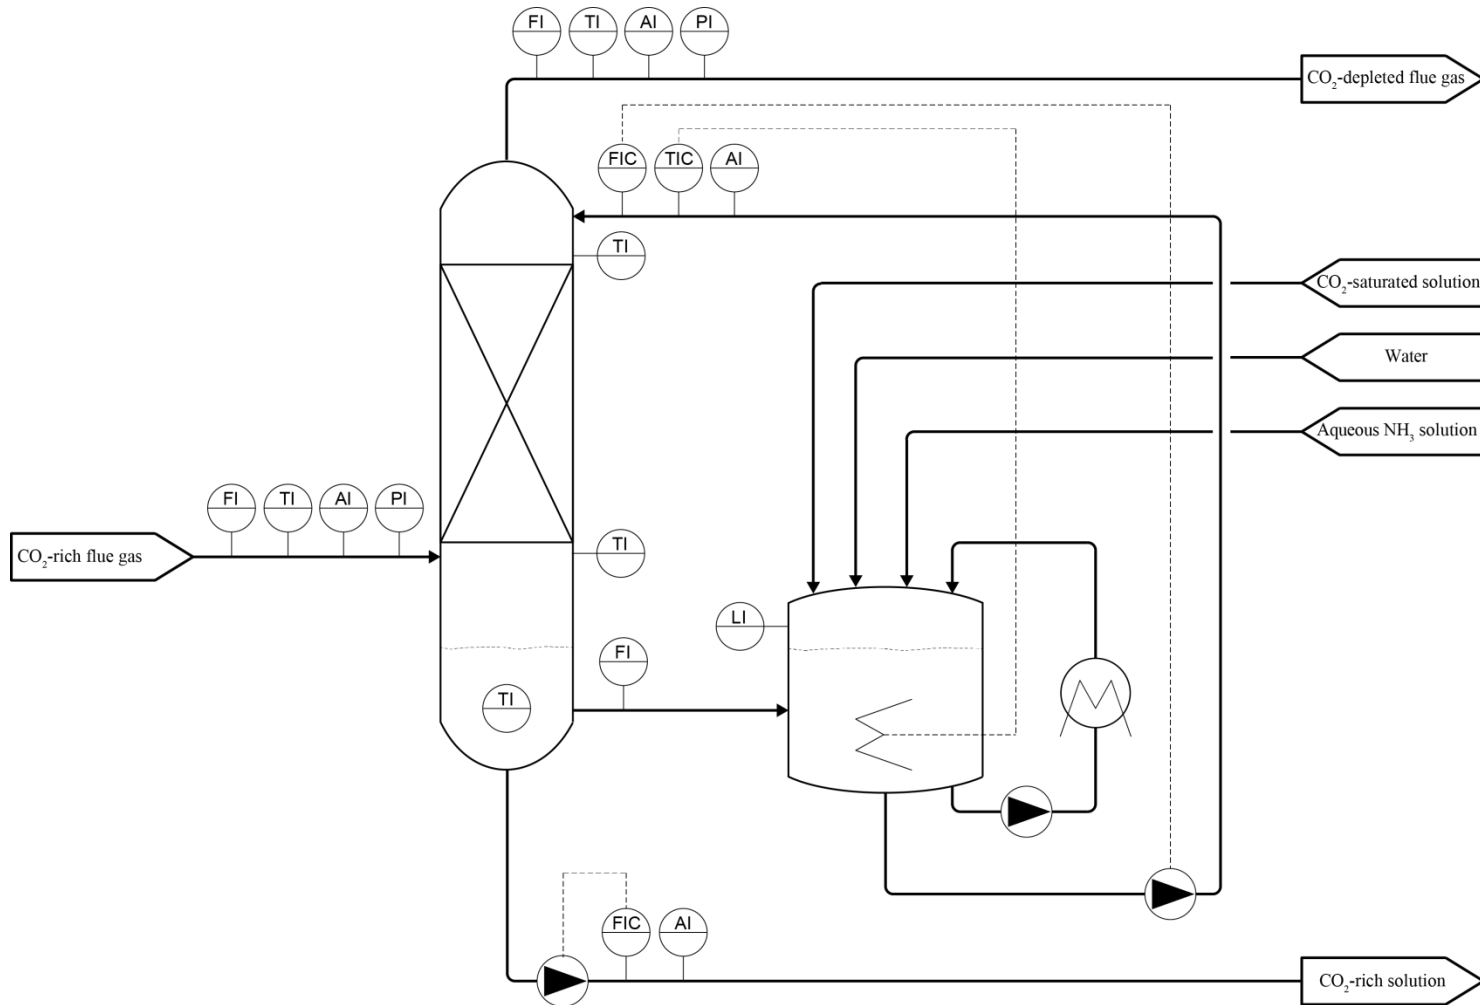 FI TI AI PI
CO₂-depleted flue gas
FIC TIC AI
TI
CO₂-saturated solution
Water
Aqueous NH₃ solution
FI TI AI PI
CO₂-rich flue gas
TI
LI
FI
TI
FIC AI
CO₂-rich solution